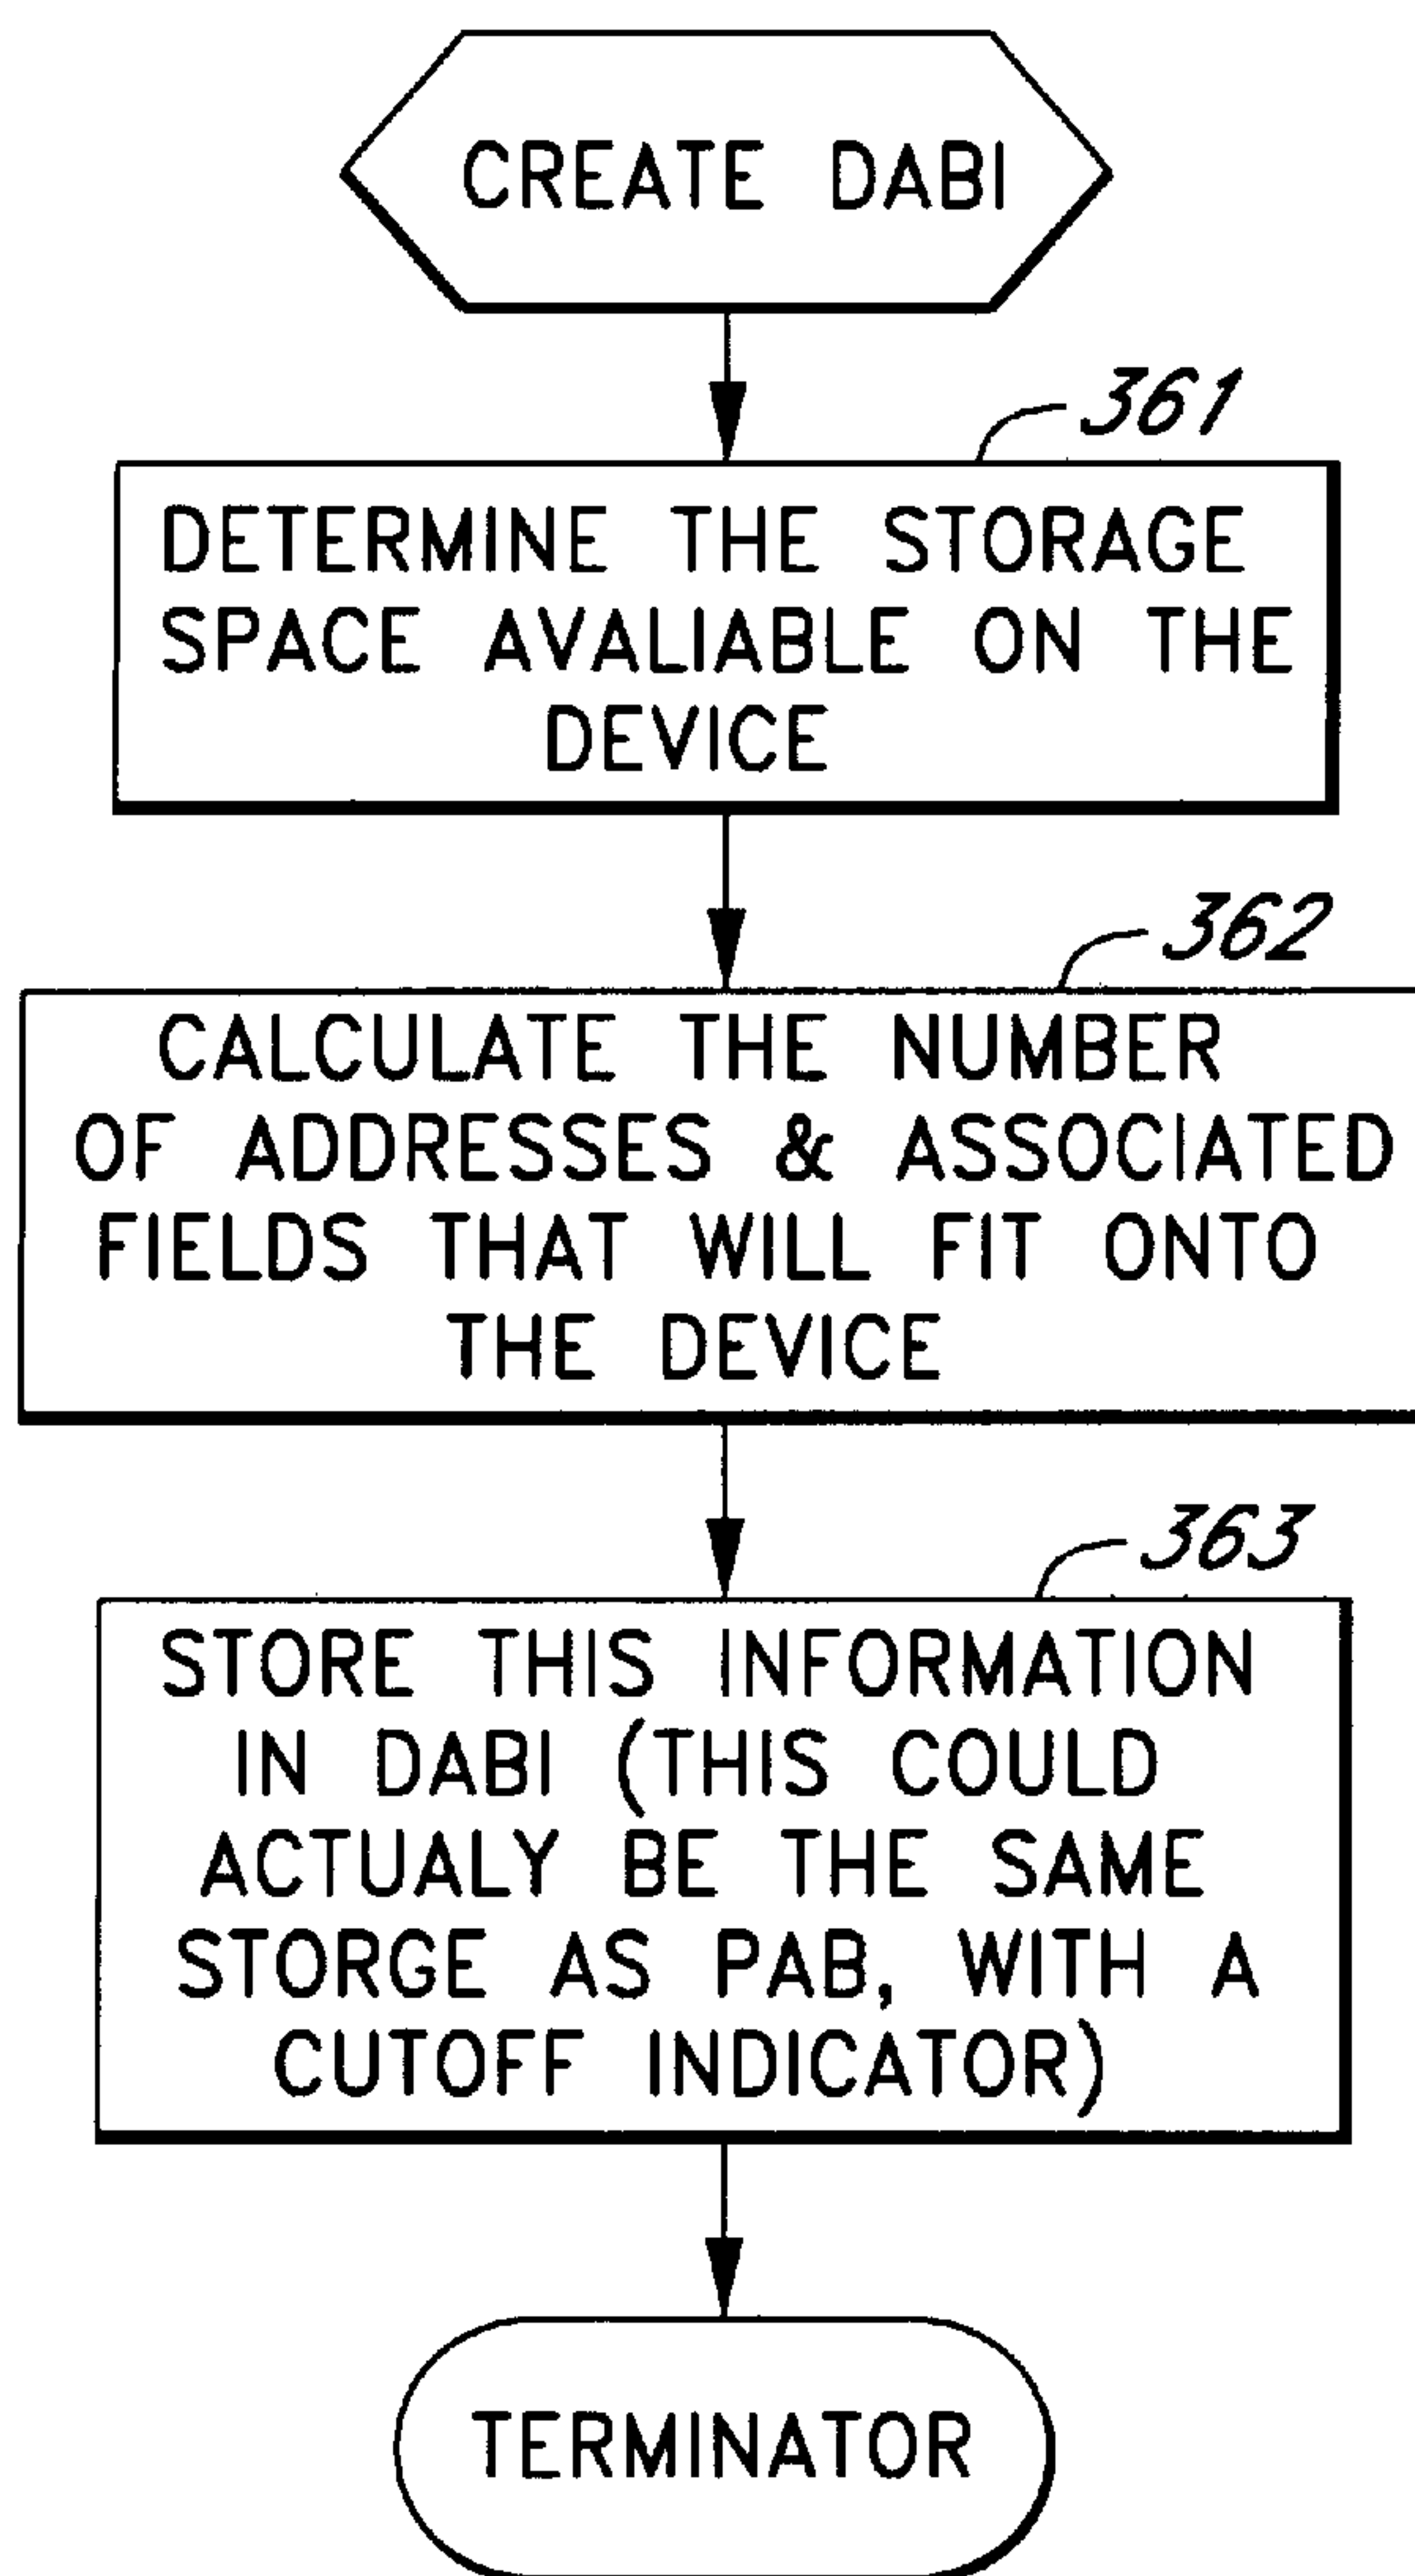 CREATE DABI
361
DETERMINE THE STORAGE
SPACE AVALIABLE ON THE
DEVICE
362
CALCULATE THE NUMBER
OF ADDRESSES & ASSOCIATED
FIELDS THAT WILL FIT ONTO
THE DEVICE
363
STORE THIS INFORMATION
IN DABI (THIS COULD
ACTUALY BE THE SAME
STORGE AS PAB, WITH A
CUTOFF INDICATOR)
TERMINATOR